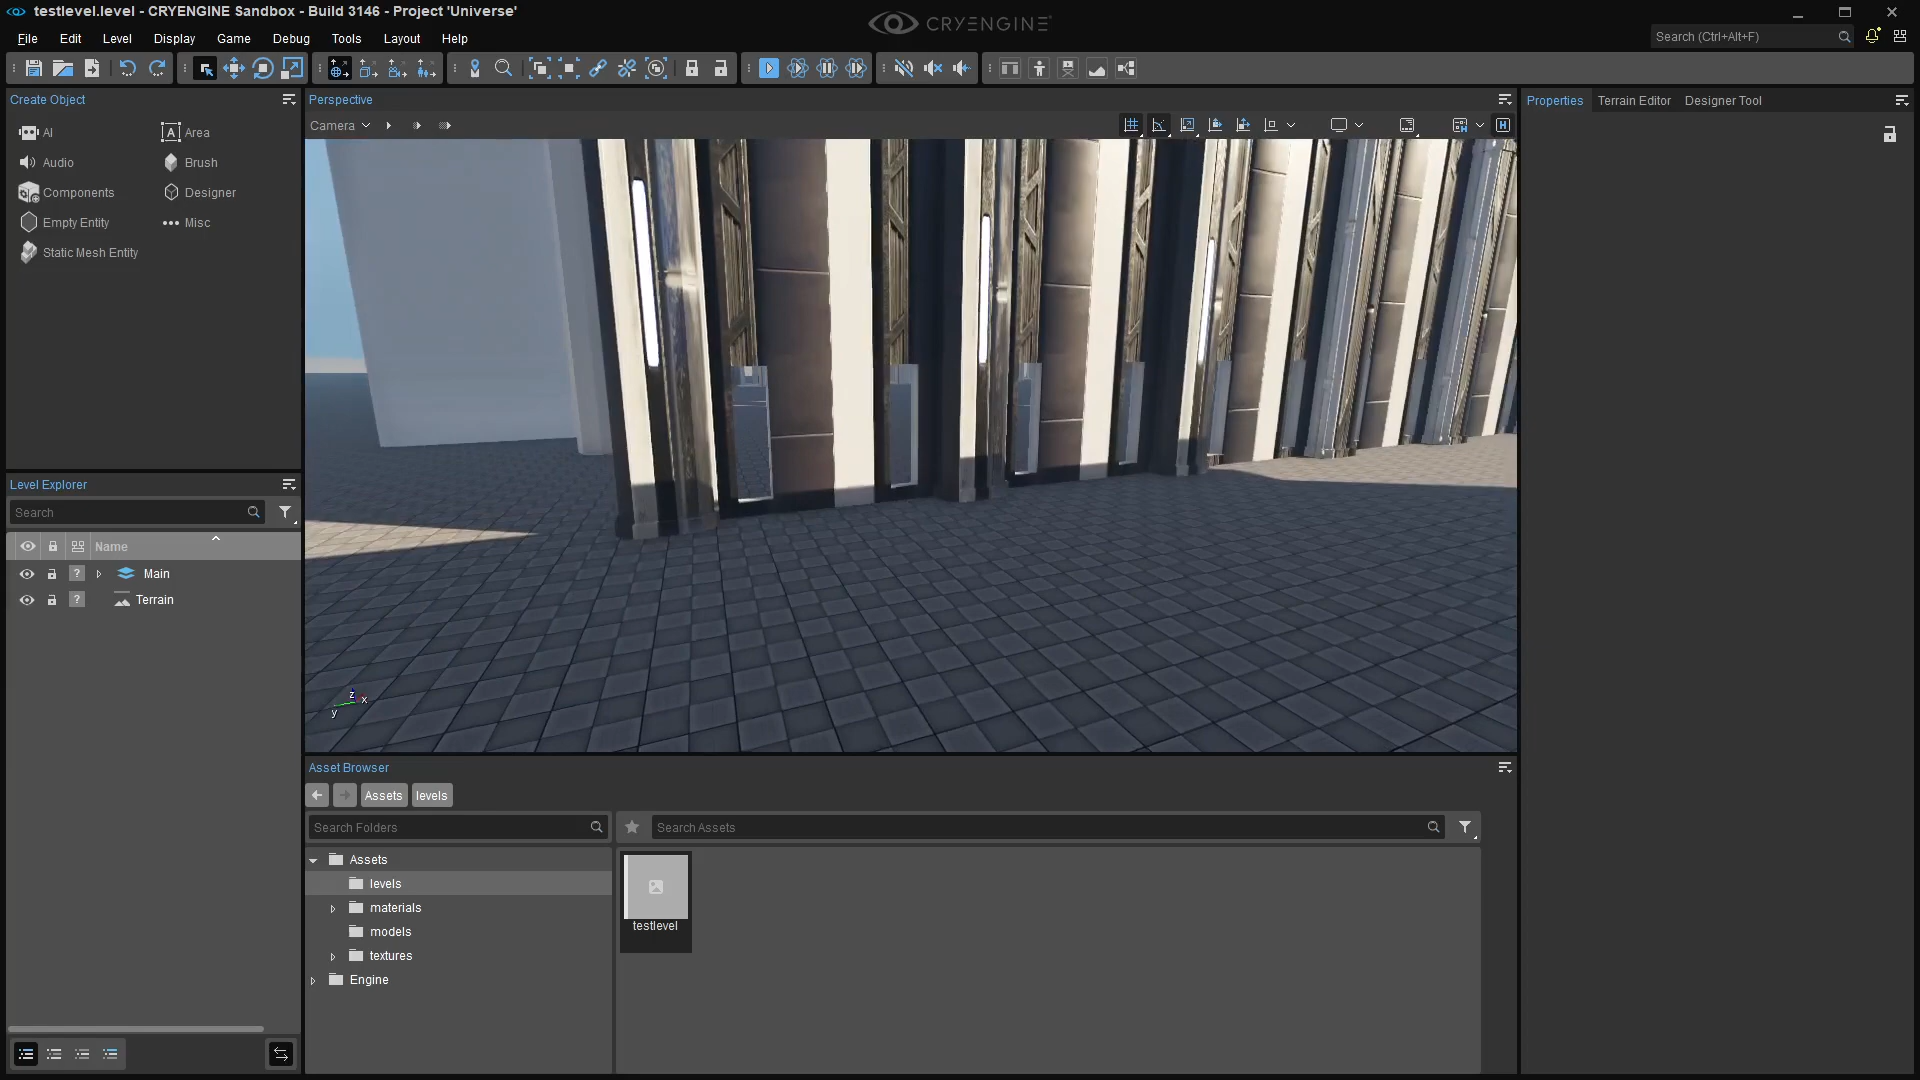 testlevel.level - CRYENGINE Sandbox - Build 3146 - Project 'Universe'
CRYENGINE®
File Edit Level Display Game Debug Tools Layout Help
Search (Ctrl+Alt+F)
Create Object
AI
Area
Audio
Brush
Components
Designer
Empty Entity
Misc
Static Mesh Entity
Level Explorer
Search
Name
? Main
? Terrain
Perspective
Camera
H
z
x
y
Asset Browser
Assets levels
Search Folders
Search Assets
Assets
levels
materials
models
textures
Engine
testlevel
Properties Terrain Editor Designer Tool